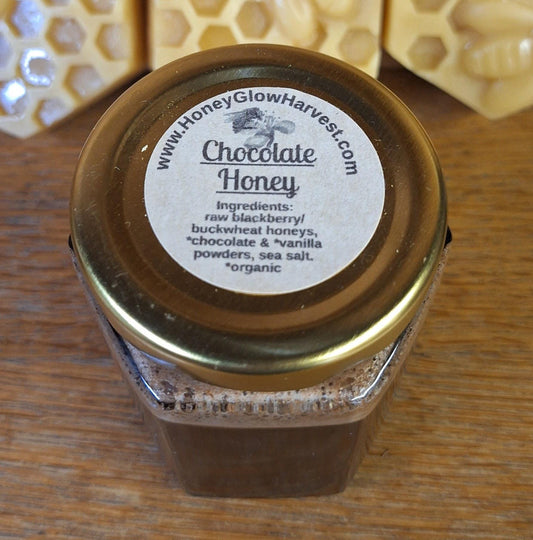 www.HoneyGlowHarvest.com
Chocolate
Honey
Ingredients:
raw blackberry/
buckwheat honeys,
*chocolate & *vanilla
powders, sea salt.
*organic